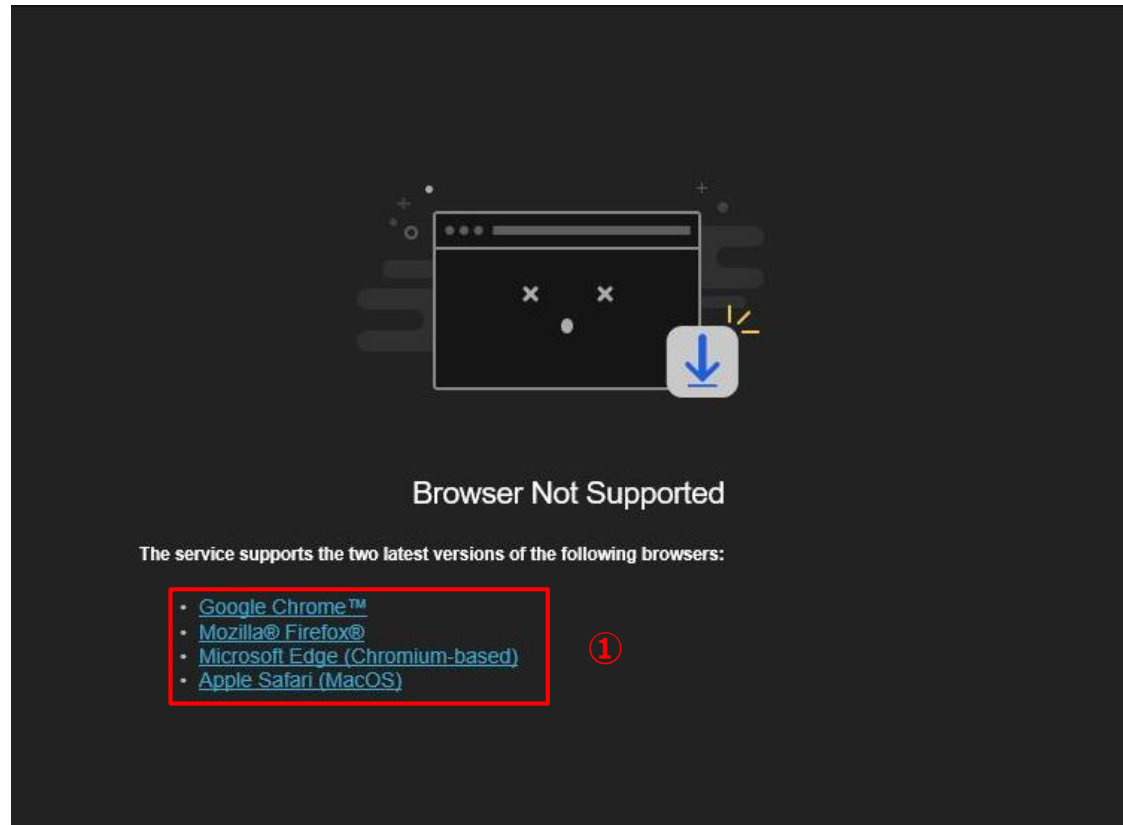 Browser Not Supported
The service supports the two latest versions of the following browsers:
• Google Chrome™
• Mozilla® Firefox®
• Microsoft Edge (Chromium-based)
• Apple Safari (MacOS)
①